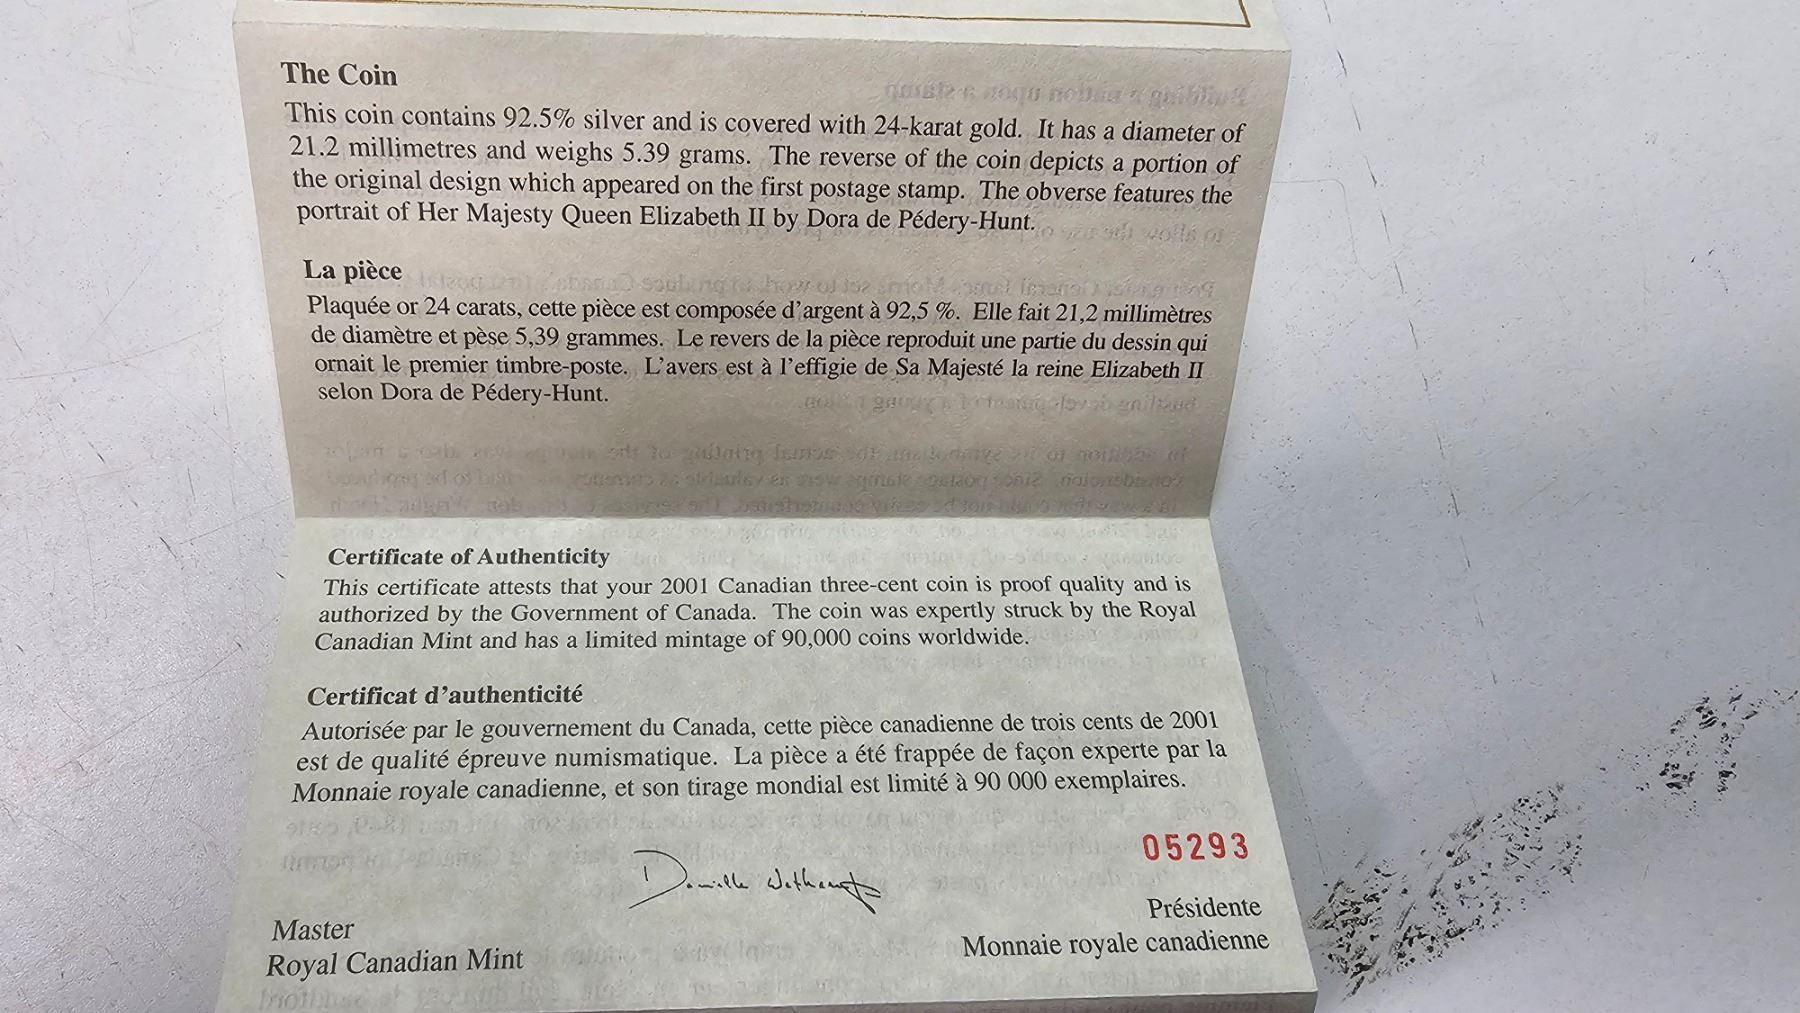 The Coin
This coin contains 92.5% silver and is covered with 24-karat gold. It has a diameter of
21.2 millimetres and weighs 5.39 grams. The reverse of the coin depicts a portion of
the original design which appeared on the first postage stamp. The obverse features the
portrait of Her Majesty Queen Elizabeth II by Dora de Pédery-Hunt.
La pièce
Plaquée or 24 carats, cette pièce est composée d'argent à 92,5 %. Elle fait 21,2 millimètres
de diamètre et pèse 5,39 grammes. Le revers de la pièce reproduit une partie du dessin qui
ornait le premier timbre-poste. L'avers est à l'effigie de Sa Majesté la reine Elizabeth II
selon Dora de Pédery-Hunt.
Certificate of Authenticity
This certificate attests that your 2001 Canadian three-cent coin is proof quality and is
authorized by the Government of Canada. The coin was expertly struck by the Royal
Canadian Mint and has a limited mintage of 90,000 coins worldwide.
Certificat d'authenticité
Autorisée par le gouvernement du Canada, cette pièce canadienne de trois cents de 2001
est de qualité épreuve numismatique. La pièce a été frappée de façon experte par la
Monnaie royale canadienne, et son tirage mondial est limité à 90 000 exemplaires.
05293
Master
Royal Canadian Mint
Présidente
Monnaie royale canadienne